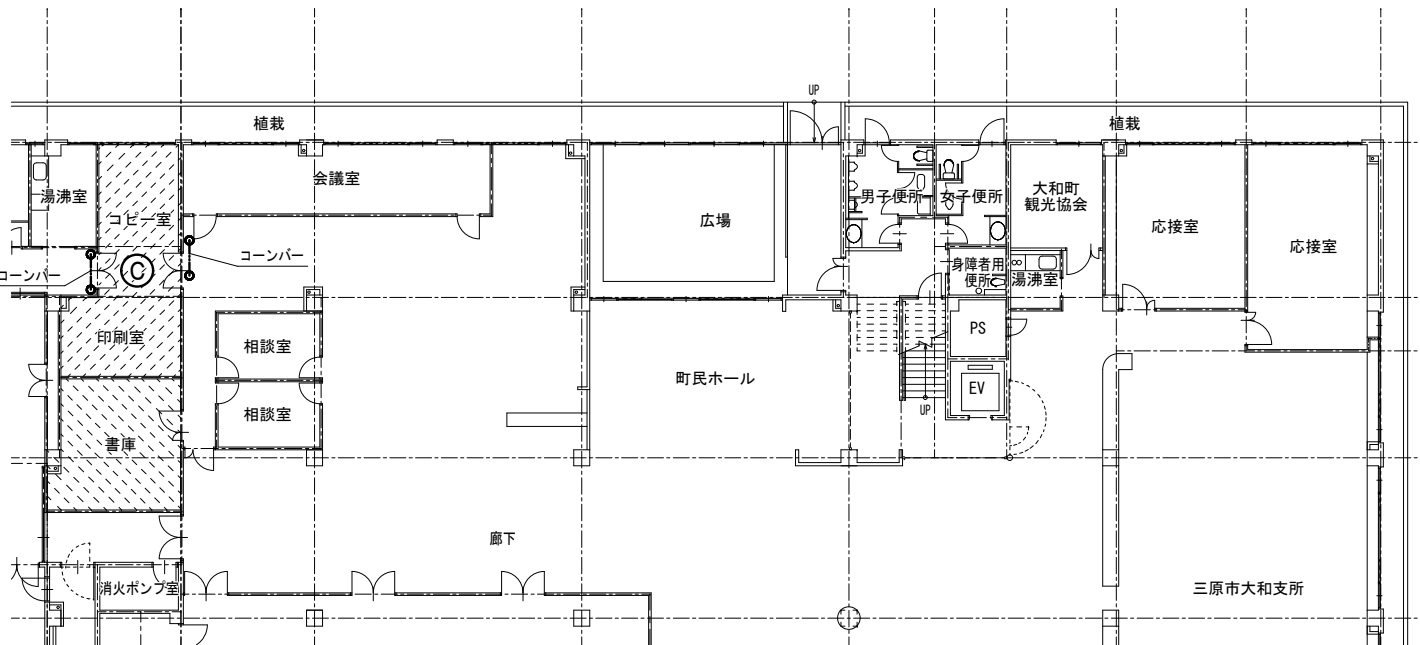 UP
植栽
植栽
会議室
湯沸室
コピー室
男子便所
女子便所
大和町
観光協会
広場
応接室
応接室
コーンバー
コーンバー
C
身障者用
便所
湯沸室
印刷室
相談室
PS
町民ホール
EV
相談室
UP
書庫
廊下
消火ポンプ室
三原市大和支所